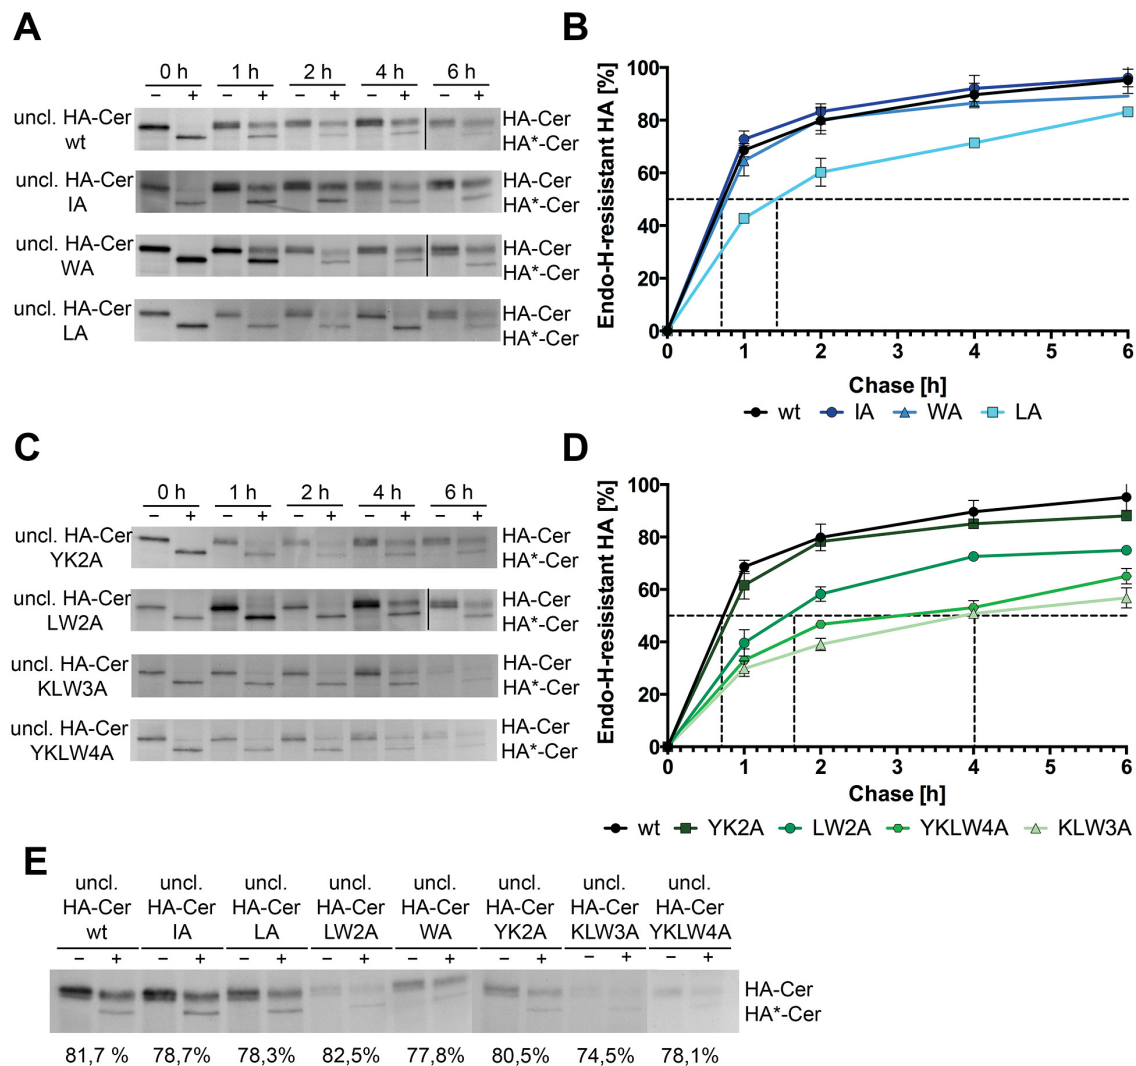 A
0 h 1 h 2 h 4 h 6 h
– + – + – + – + – +
uncl. HA-Cer
wt
HA-Cer
HA*-Cer
uncl. HA-Cer
IA
HA-Cer
HA*-Cer
uncl. HA-Cer
WA
HA-Cer
HA*-Cer
uncl. HA-Cer
LA
HA-Cer
HA*-Cer
B
Endo-H-resisistant HA [%]
100
80
60
40
20
0
0 1 2 3 4 5 6
Chase [h]
wt IA WA LA
C
0 h 1 h 2 h 4 h 6 h
– + – + – + – + – +
uncl. HA-Cer
YK2A
HA-Cer
HA*-Cer
uncl. HA-Cer
LW2A
HA-Cer
HA*-Cer
uncl. HA-Cer
KLW3A
HA-Cer
HA*-Cer
uncl. HA-Cer
YKLW4A
HA-Cer
HA*-Cer
D
Endo-H-resisistant HA [%]
100
80
60
40
20
0
0 1 2 3 4 5 6
Chase [h]
wt YK2A LW2A YKLW4A KLW3A
E
uncl. uncl. uncl. uncl. uncl. uncl. uncl. uncl.
HA-Cer HA-Cer HA-Cer HA-Cer HA-Cer HA-Cer HA-Cer HA-Cer
wt IA LA LW2A WA YK2A KLW3A YKLW4A
– + – + – + – + – + – + – + – +
HA-Cer
HA*-Cer
81,7 % 78,7% 78,3% 82,5% 77,8% 80,5% 74,5% 78,1%